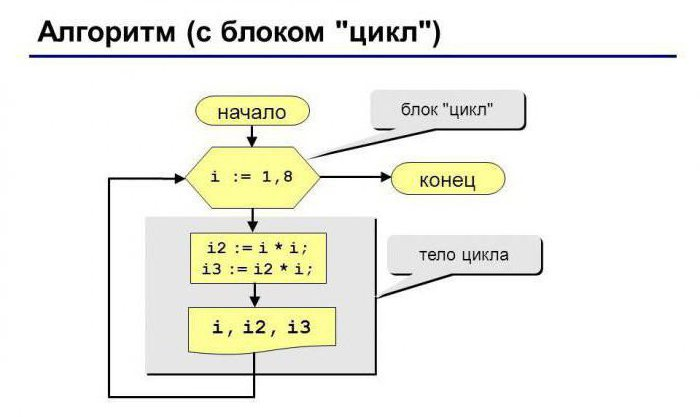 Алгоритм (с блоком "цикл")
начало
блок "цикл"
i := 1,8
конец
i2 := i * i;
i3 := i2 * i;
тело цикла
i, i2, i3